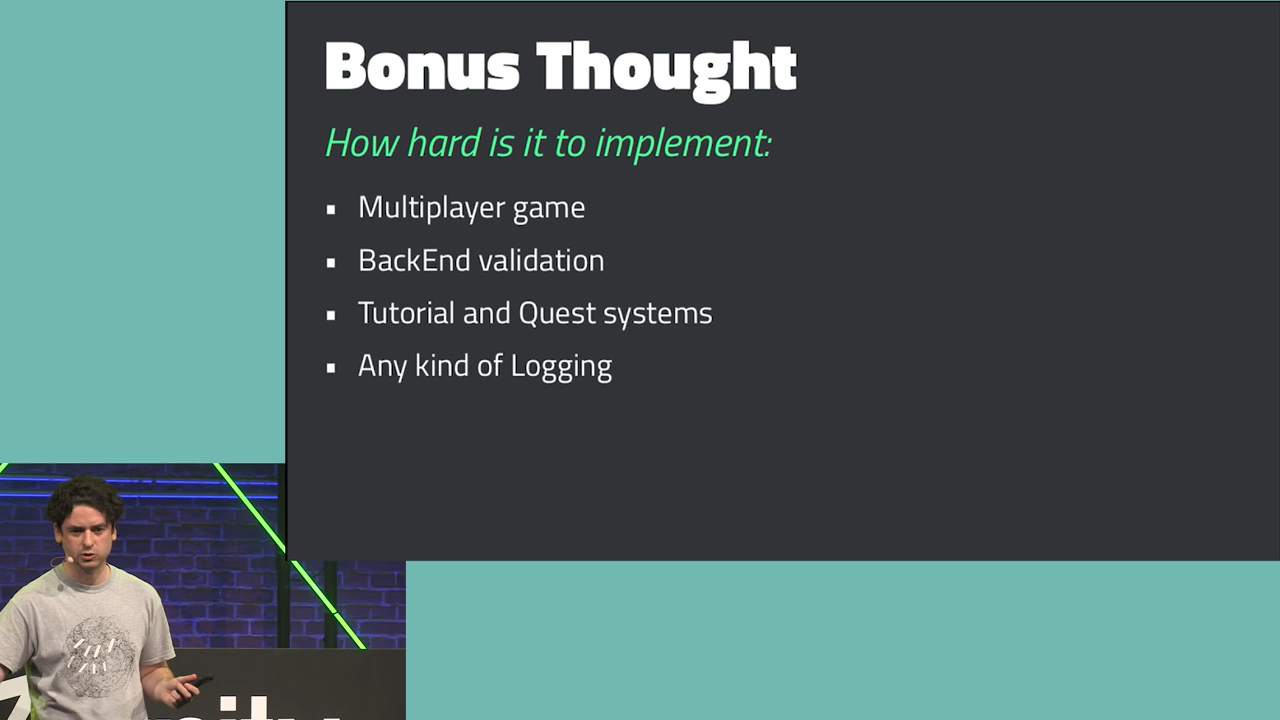 Bonus Thought
How hard is it to implement:
▪ Multiplayer game
▪ BackEnd validation
▪ Tutorial and Quest systems
▪ Any kind of Logging